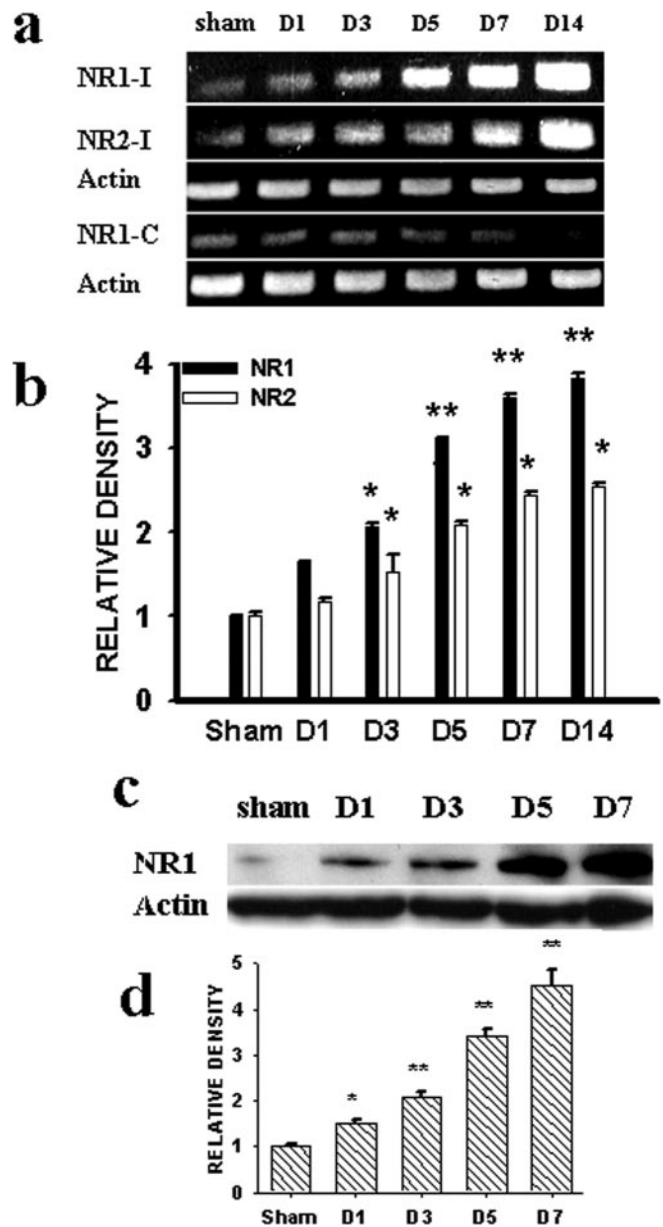 a
sham D1 D3 D5 D7 D14
NR1-I
NR2-I
Actin
NR1-C
Actin
b
4
3
2
1
0
RELATIVE DENSITY
NR1
NR2
* * ** * ** * ** *
Sham D1 D3 D5 D7 D14
c
sham D1 D3 D5 D7
NR1
Actin
d
5
4
3
2
1
0
RELATIVE DENSITY
* ** ** **
Sham D1 D3 D5 D7